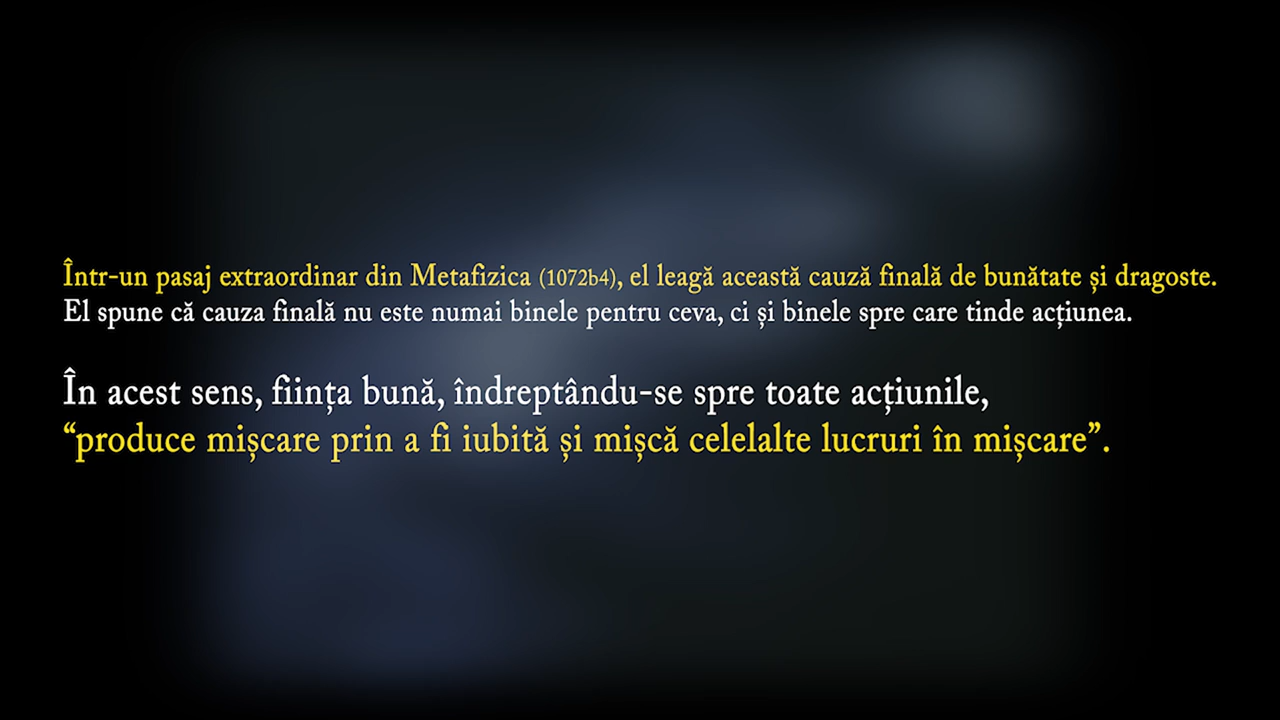 Într-un pasaj extraordinar din Metafizica (1072b4), el leagă această cauză finală de bunătate și dragoste.
El spune că cauza finală nu este numai binele pentru ceva, ci și binele spre care tinde acțiunea.
În acest sens, ființa bună, îndreptându-se spre toate acțiunile,
“produce mișcare prin a fi iubită și mișcă celelalte lucruri în mișcare”.